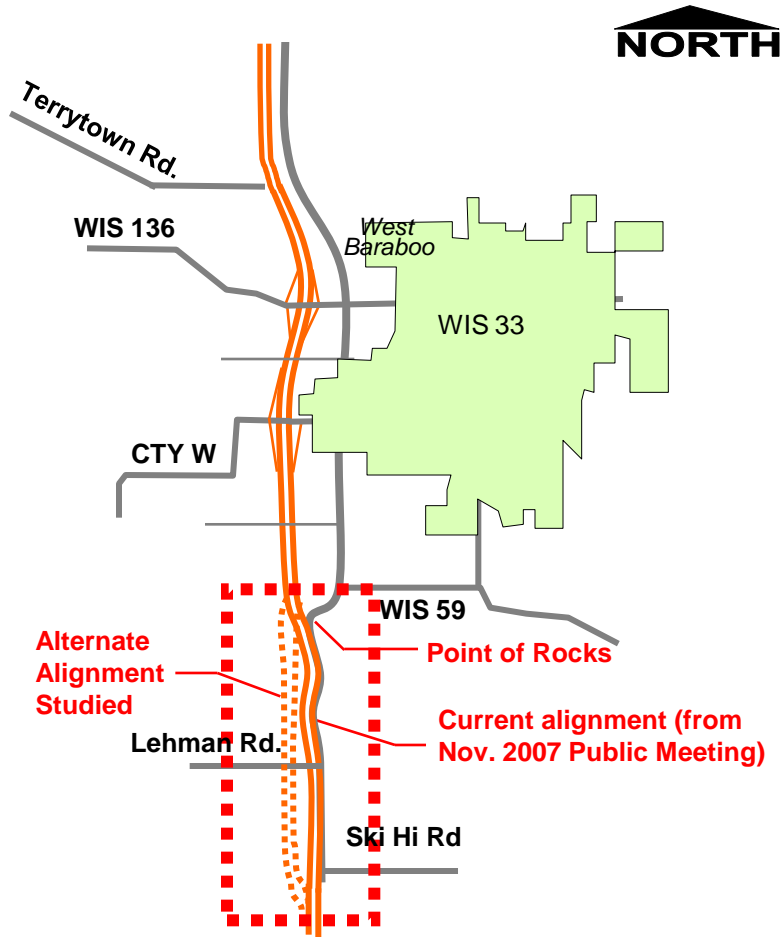 NORTH
Terrytown Rd.
WIS 136
West
Baraboo
WIS 33
CTY W
WIS 59
Alternate
Alignment
Studied
Point of Rocks
Current alignment (from
Nov. 2007 Public Meeting)
Lehman Rd.
Ski Hi Rd